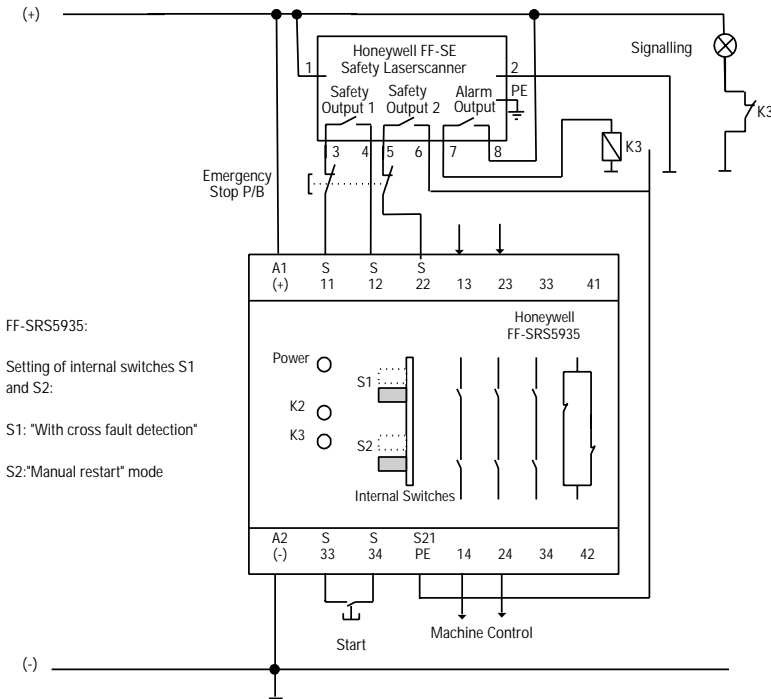 (+)
Honeywell FF-SE
Safety Laserscanner
1
2
Safety
Output 1
Safety
Output 2
Alarm
Output
PE
3
4
5
6
7
8
Signalling
K3
K3
Emergency
Stop P/B
A1
(+)
S
11
S
12
S
22
13
23
33
41
FF-SRS5935:
Setting of internal switches S1
and S2:
S1: "With cross fault detection"
S2:"Manual restart" mode
Honeywell
FF-SRS5935
Power
K2
K3
S1
S2
Internal Switches
A2
(-)
S
33
S
34
S21
PE
14
24
34
42
Start
Machine Control
(-)